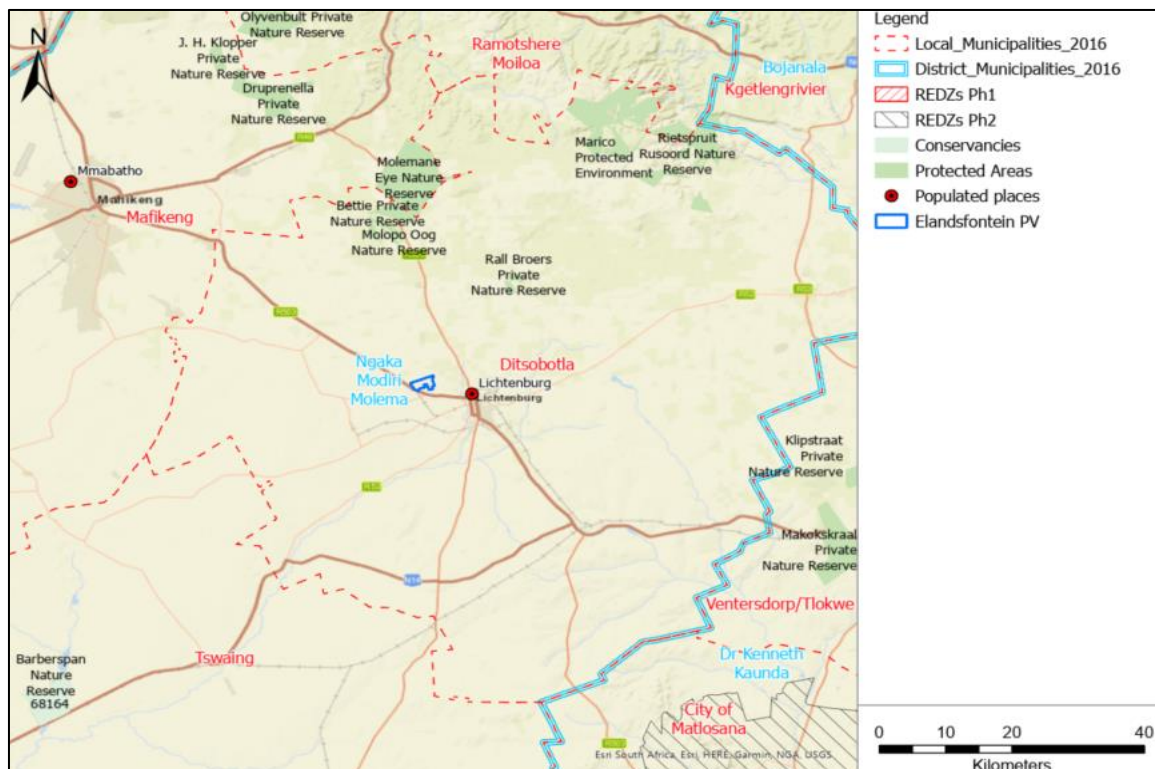 Olyvenbult Private
Nature Reserve
J. H. Klopper
Private
Nature Reserve
Druprenella
Private
Nature Reserve
N
Ramotshere
Moiloa
Bojanala
Kgetlengrivier
Mmabatho
Mahikeng
Mafikeng
Molemane
Eye Nature
Reserve
Bettie Private
Nature Reserve
Molopo Oog
Nature Reserve
Marico
Protected
Environment
Rietspruit
Rusoord Nature
Reserve
Rall Broers
Private
Nature Reserve
Ngaka
Modiri
Molema
Ditsobotla
Lichtenburg
Lichtenburg
Klipstraat
Private
Nature Reserve
Makokskraal
Private
Nature Reserve
N14
Ventersdorp/Tlokwe
Tswaing
Barberspan
Nature
Reserve
68164
Dr Kenneth
Kaunda
City of
Matlosana
Esri South Africa, Esri, HERE, Garmin, NGA, USGS
Legend
Local_Municipalities_2016
District_Municipalities_2016
REDZs Ph1
REDZs Ph2
Conservancies
Protected Areas
Populated places
Elandsfontein PV
0 10 20 40
Kilometers